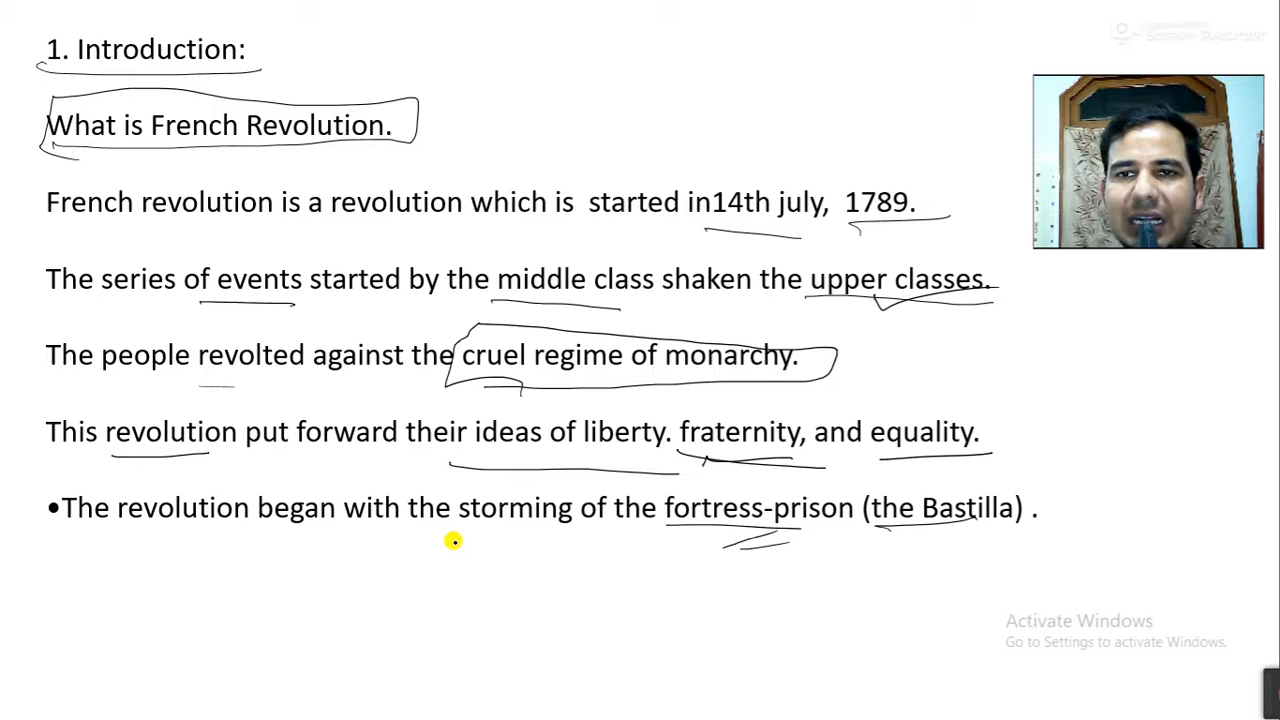 1. Introduction:
What is French Revolution.
French revolution is a revolution which is  started in14th july,  1789.
The series of events started by the middle class shaken the upper classes.
The people revolted against the cruel regime of monarchy.
This revolution put forward their ideas of liberty. fraternity, and equality.
•The revolution began with the storming of the fortress-prison (the Bastilla) .
Activate Windows
Go to Settings to activate Windows.